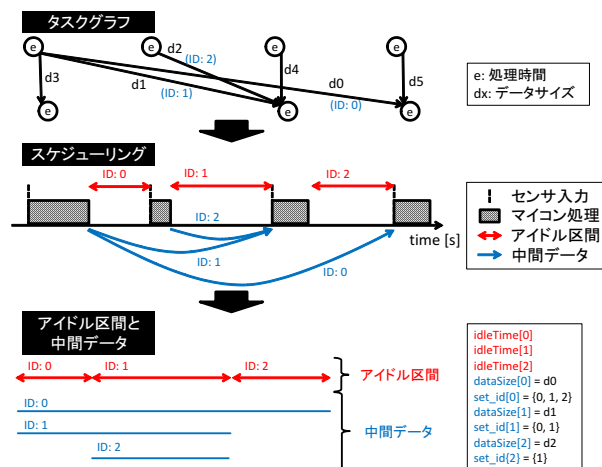 タスクグラフ
e
e
e
e
d2
(ID: 2)
d3
d1
d4
d0
d5
(ID: 1)
(ID: 0)
e
e
e
e: 処理時間
dx: データサイズ
スケジューリング
ID: 0
ID: 1
ID: 2
ID: 2
time [s]
ID: 1
ID: 0
センサ入力
マイコン処理
アイドル区間
中間データ
アイドル区間と
中間データ
ID: 0
ID: 1
ID: 2
アイドル区間
ID: 0
ID: 1
中間データ
ID: 2
idleTime[0]
idleTime[1]
idleTime[2]
dataSize[0] = d0
set_id[0] = {0, 1, 2}
dataSize[1] = d1
set_id[1] = {0, 1}
dataSize[2] = d2
set_id{2} = {1}